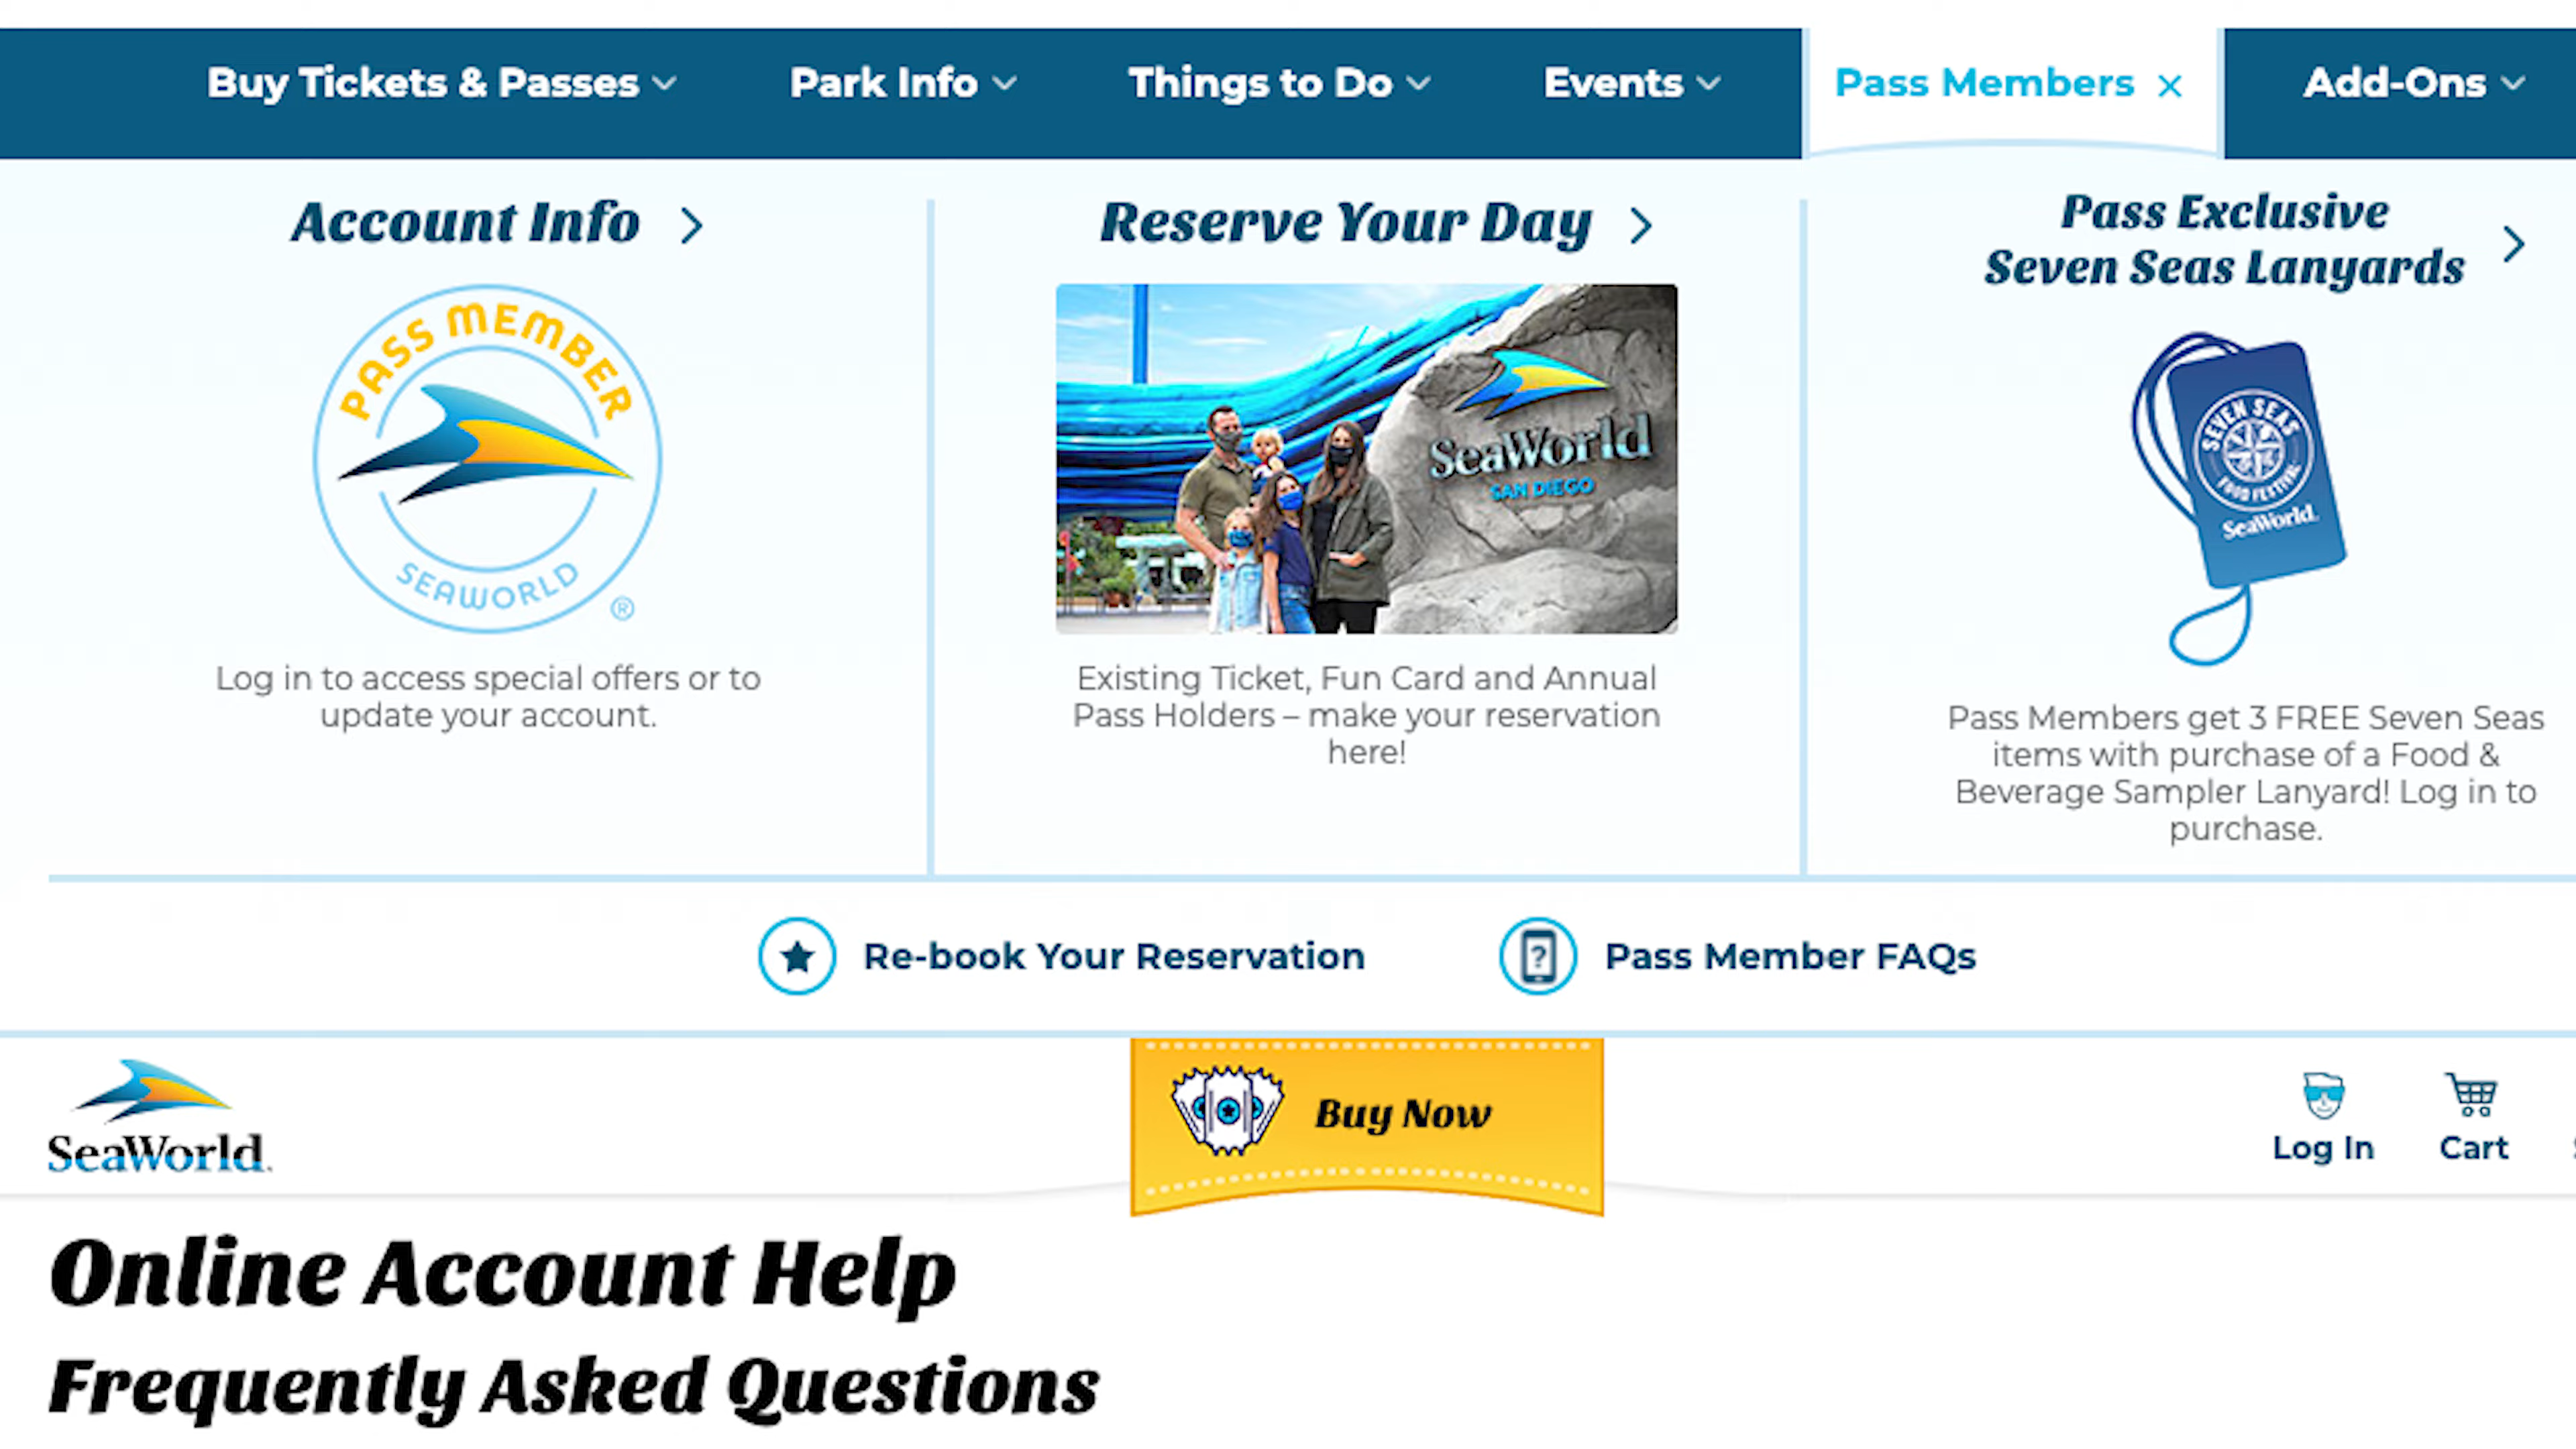 Buy Tickets & Passes
Park Info
Things to Do
Events
Pass Members
Add-Ons
Account Info
PASS MEMBER
SEAWORLD
®
Log in to access special offers or to
update your account.
Reserve Your Day
SeaWorld
SAN DIEGO
Existing Ticket, Fun Card and Annual
Pass Holders – make your reservation
here!
Pass Exclusive
Seven Seas Lanyards
SEVEN SEAS
FOOD FESTIVAL
SeaWorld.
Pass Members get 3 FREE Seven Seas
items with purchase of a Food &
Beverage Sampler Lanyard! Log in to
purchase.
Re-book Your Reservation
?
Pass Member FAQs
SeaWorld.
Buy Now
Log In
Cart
Online Account Help
Frequently Asked Questions